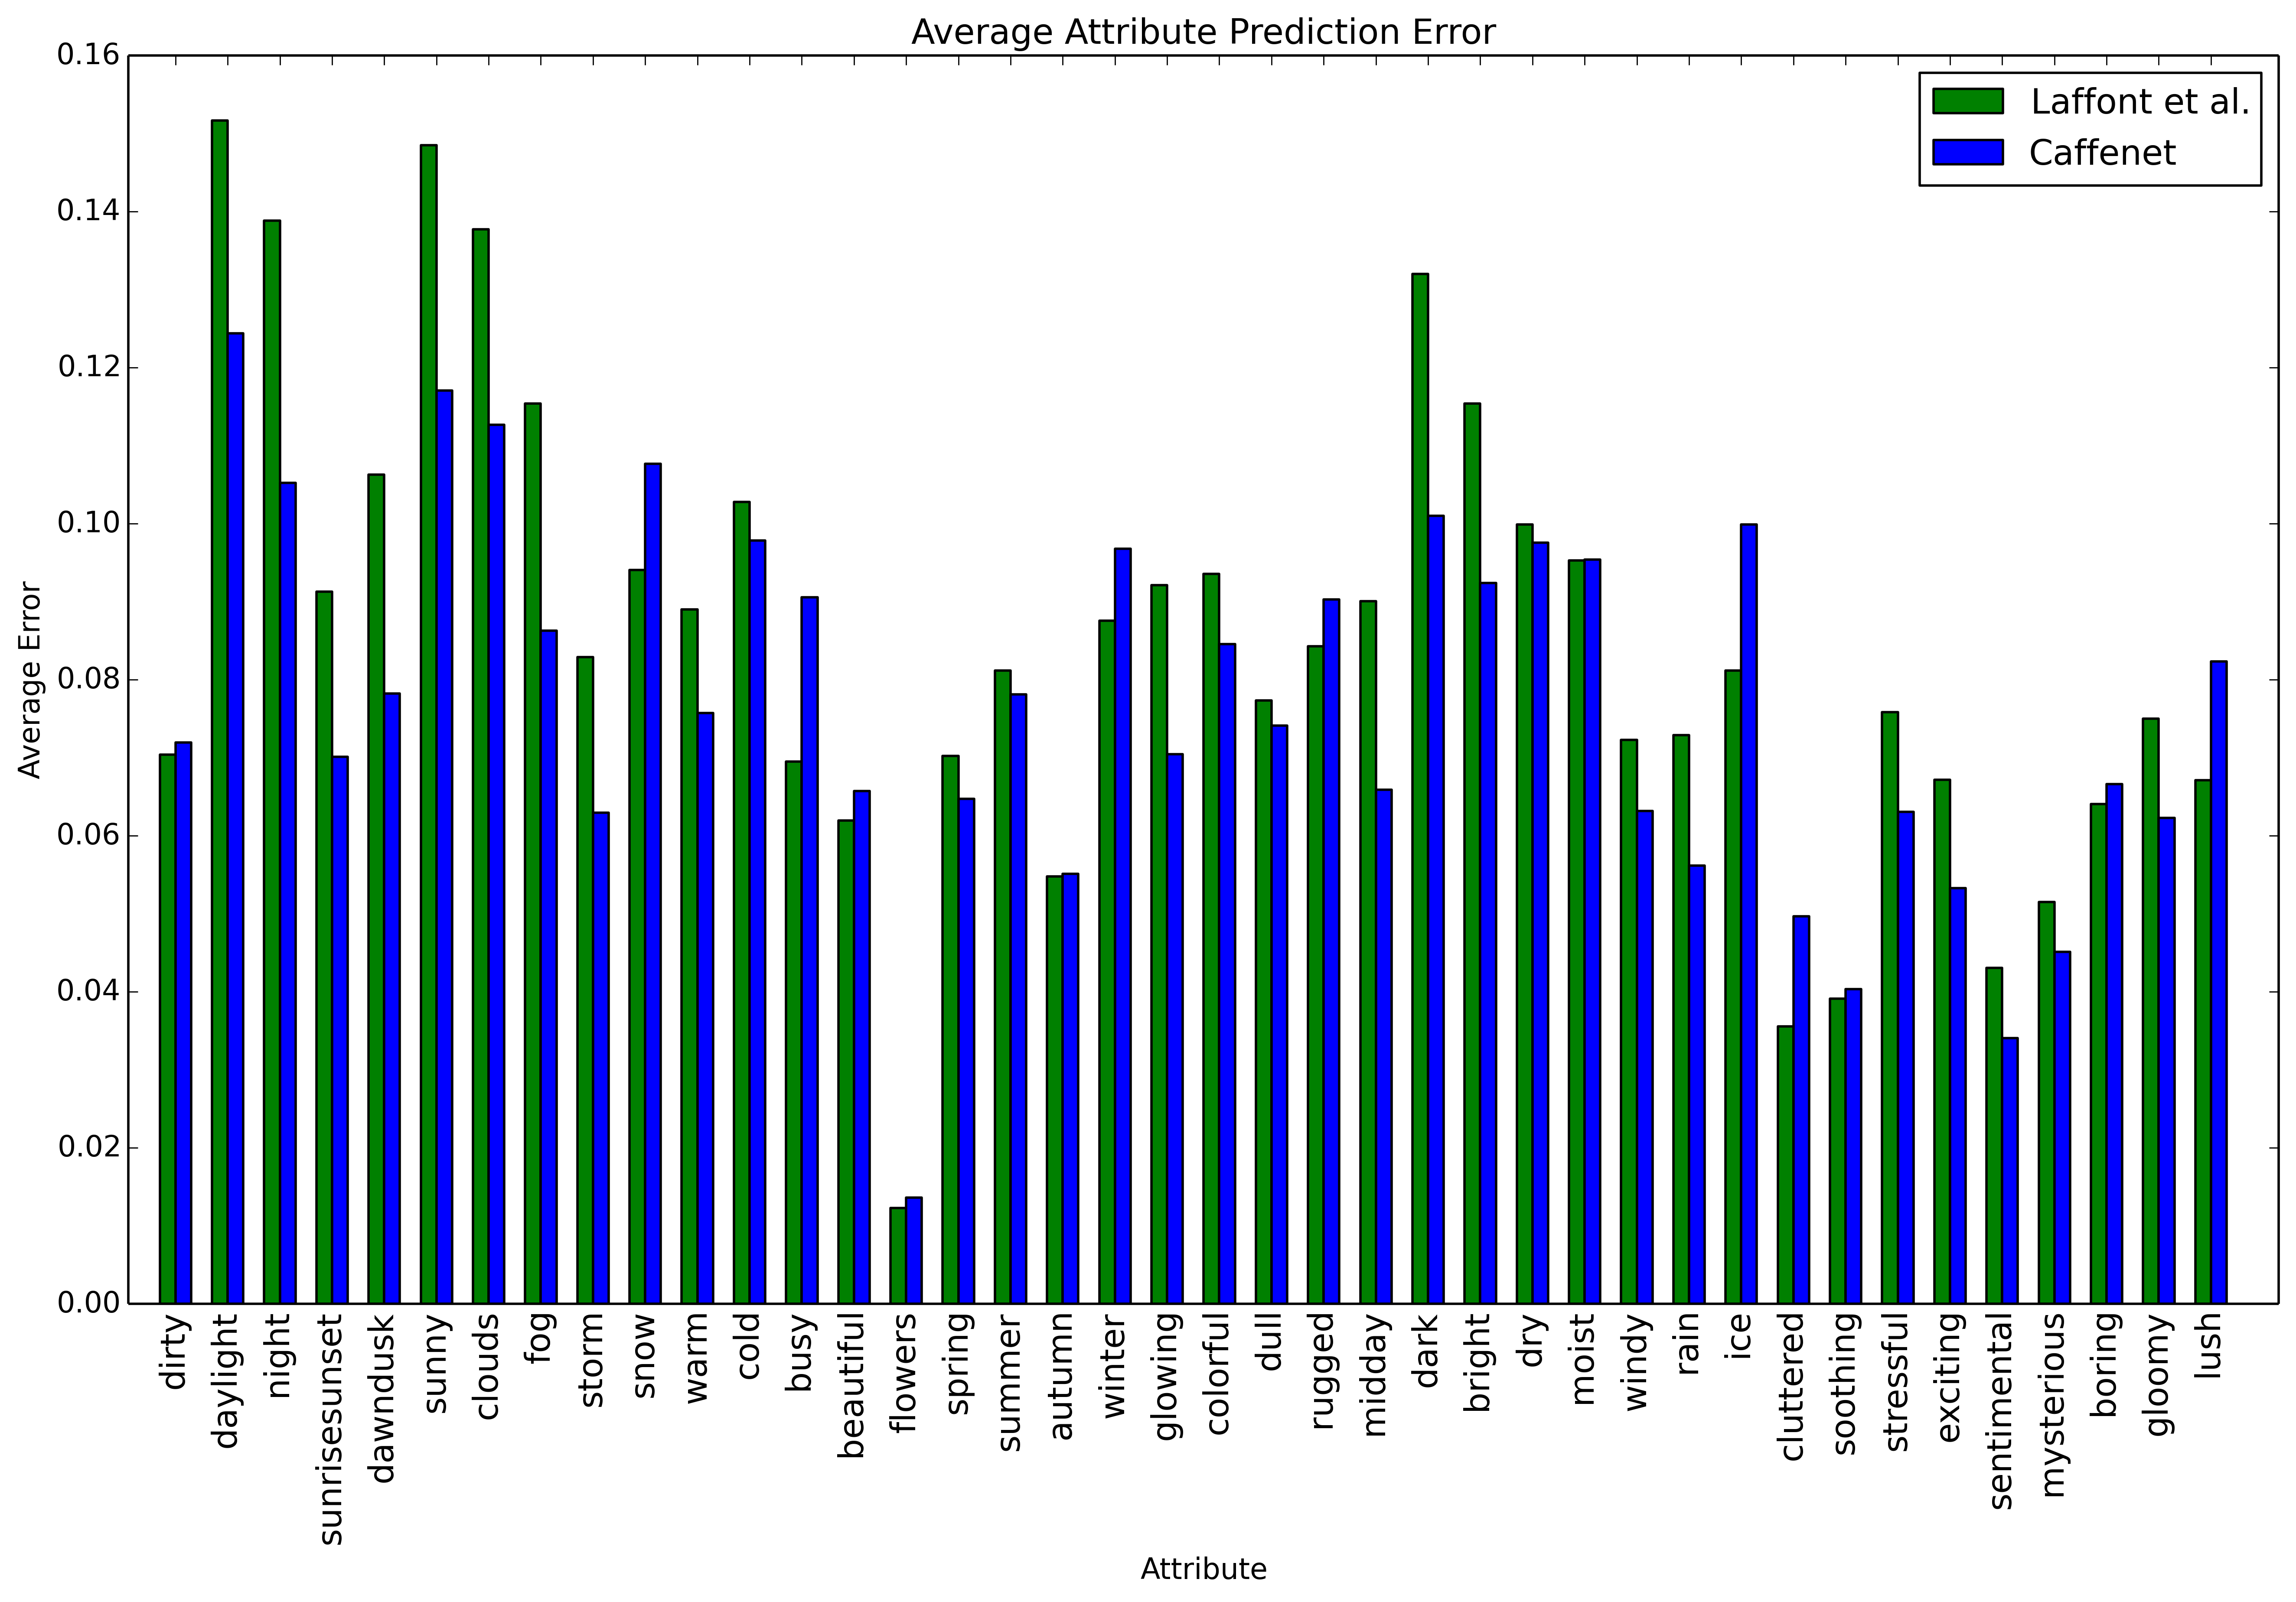 Average Attribute Prediction Error
Laffont et al.
Caffenet
0.16
0.14
0.12
0.10
0.08
0.06
0.04
0.02
0.00
Average Error
dirty
daylight
night
sunrisesunset
dawndusk
sunny
clouds
fog
storm
snow
warm
cold
busy
beautiful
flowers
spring
summer
autumn
winter
glowing
colorful
dull
rugged
midday
dark
bright
dry
moist
windy
rain
ice
cluttered
soothing
stressful
exciting
sentimental
mysterious
boring
gloomy
lush
Attribute